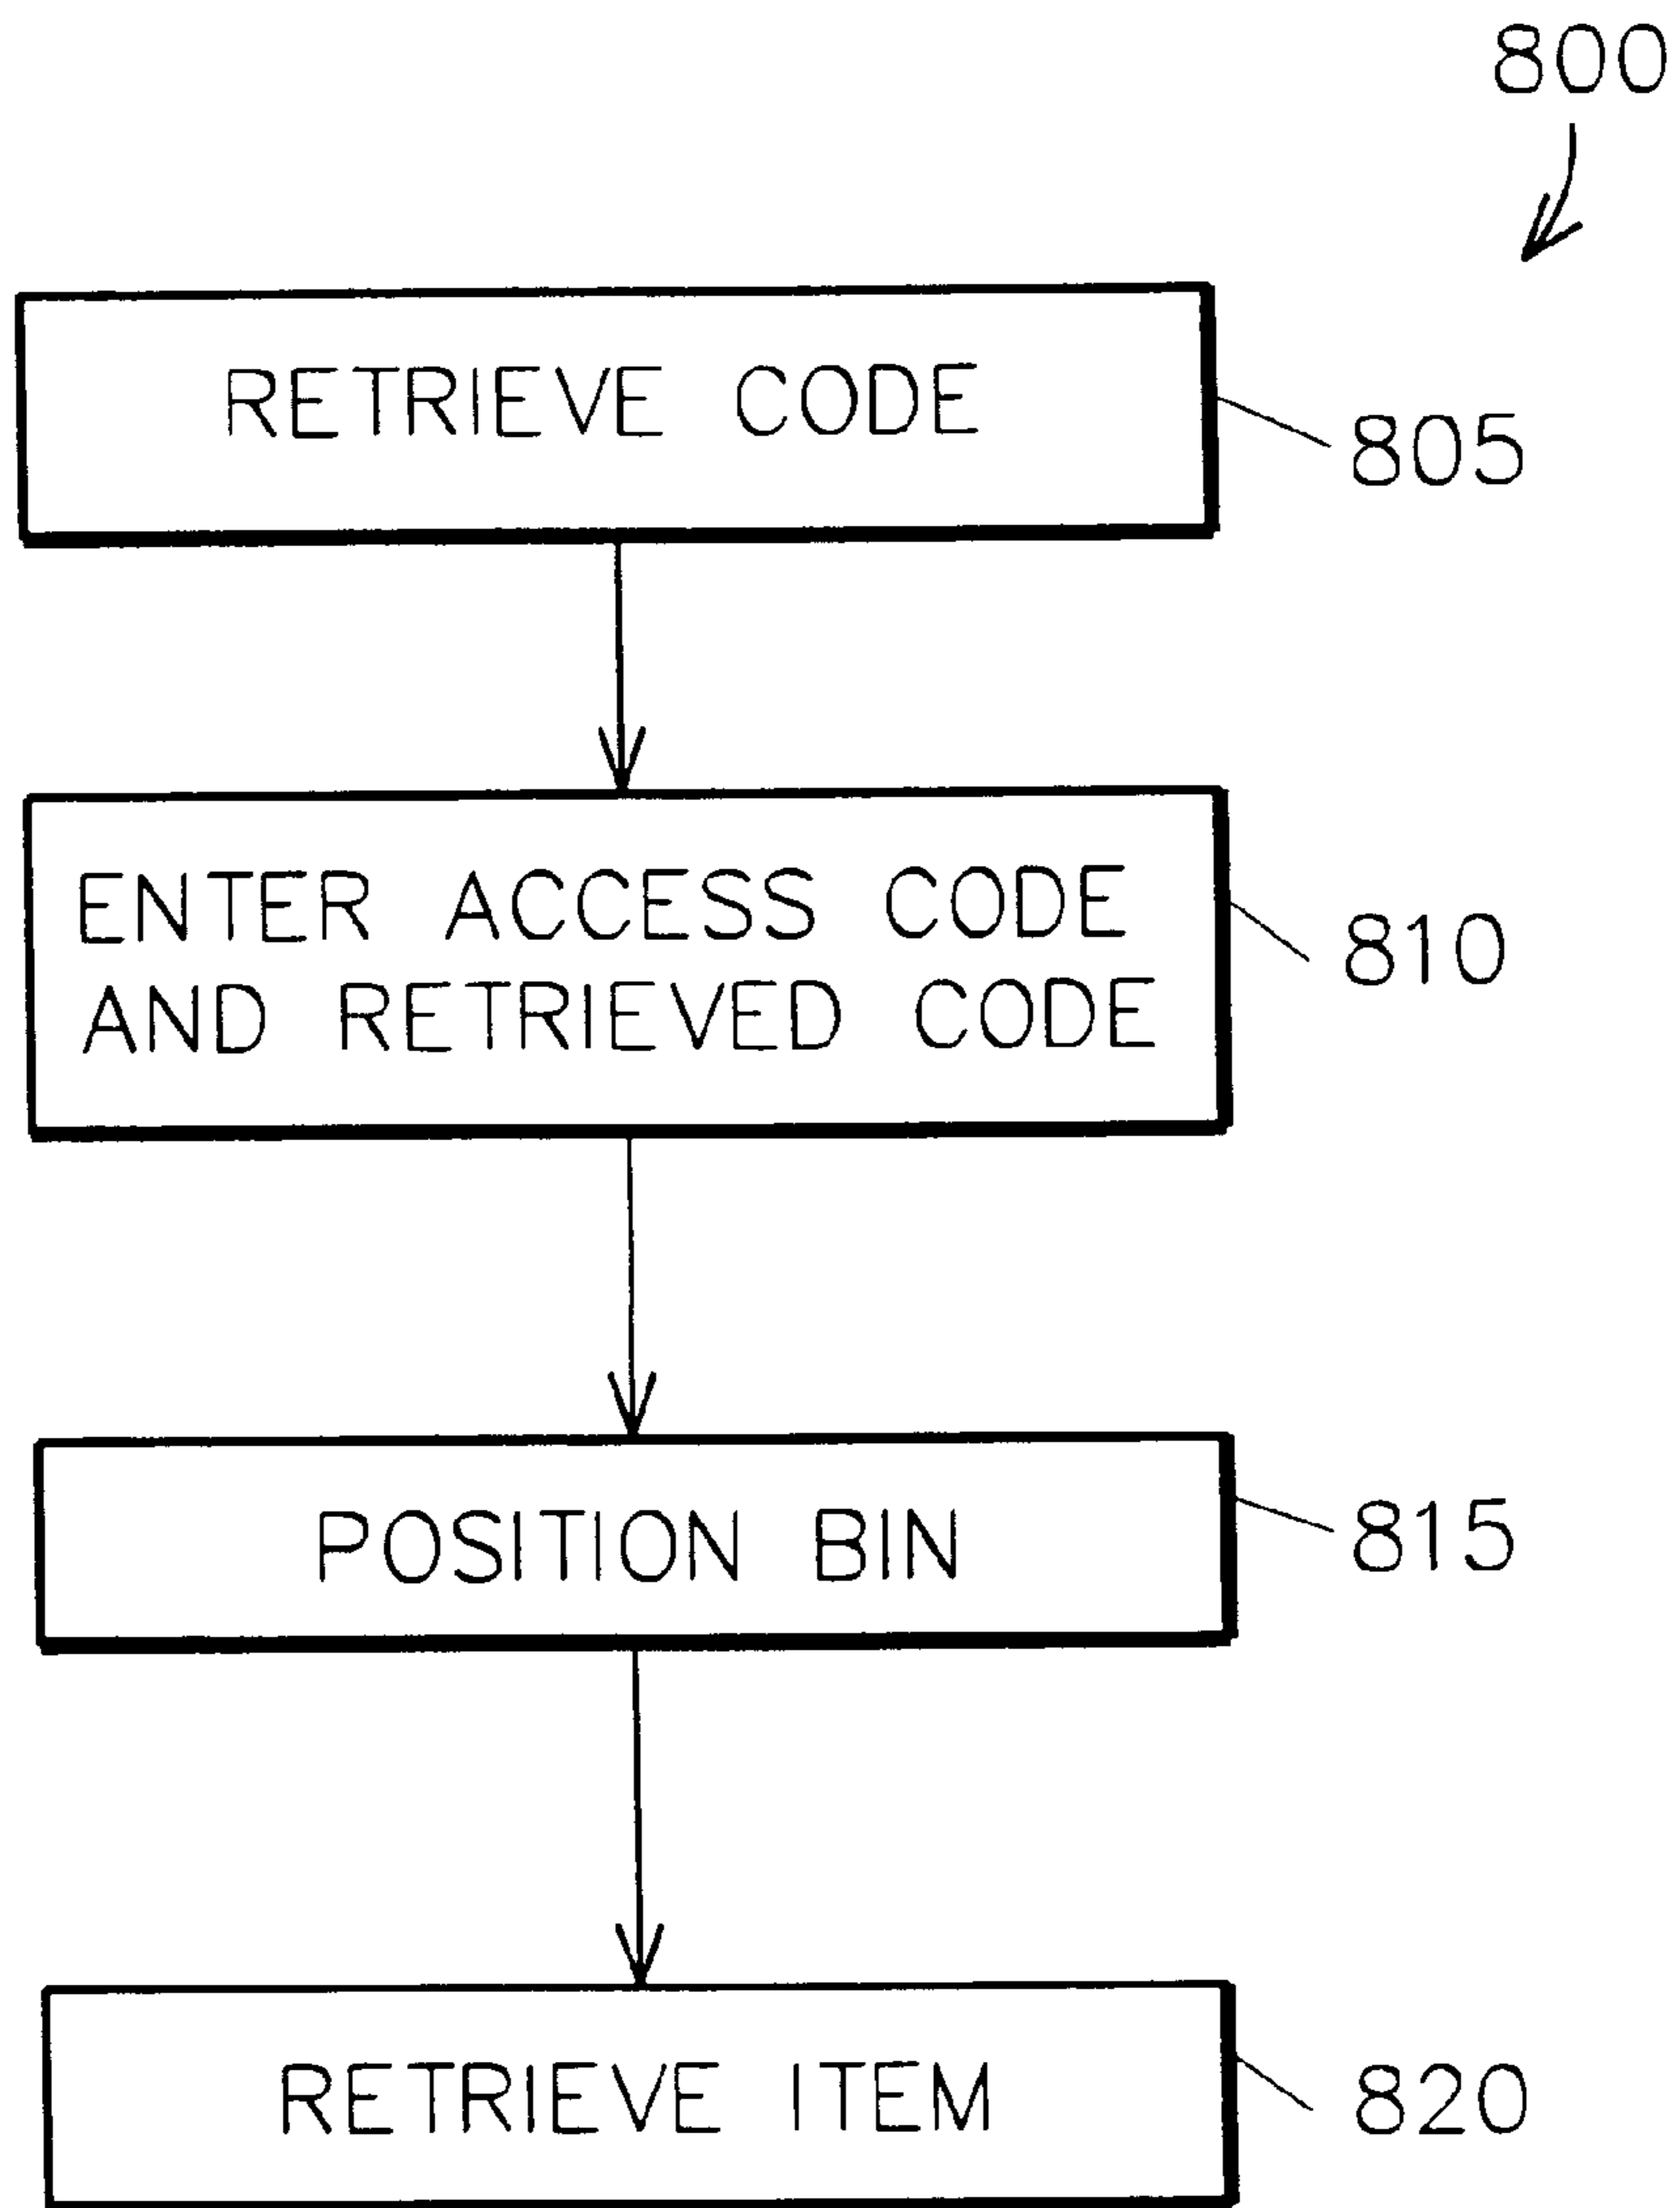 800
RETRIEVE CODE
805
ENTER ACCESS CODE
AND RETRIEVED CODE
810
POSITION BIN
815
RETRIEVE ITEM
820